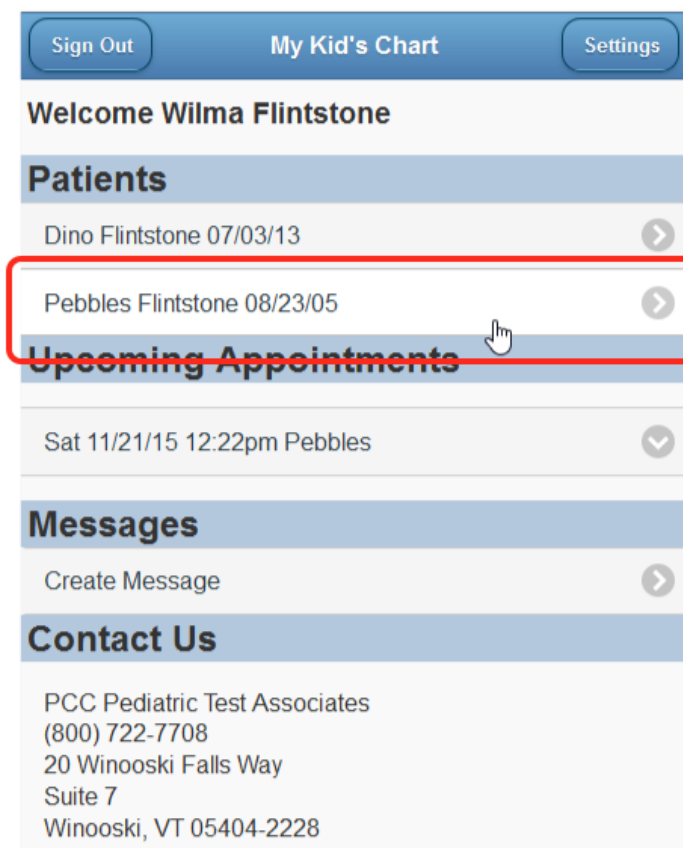 Sign Out My Kid's Chart Settings
Welcome Wilma Flintstone
Patients
Dino Flintstone 07/03/13
Pebbles Flintstone 08/23/05
Upcoming Appointments
Sat 11/21/15 12:22pm Pebbles
Messages
Create Message
Contact Us
PCC Pediatric Test Associates
(800) 722-7708
20 Winooski Falls Way
Suite 7
Winooski, VT 05404-2228